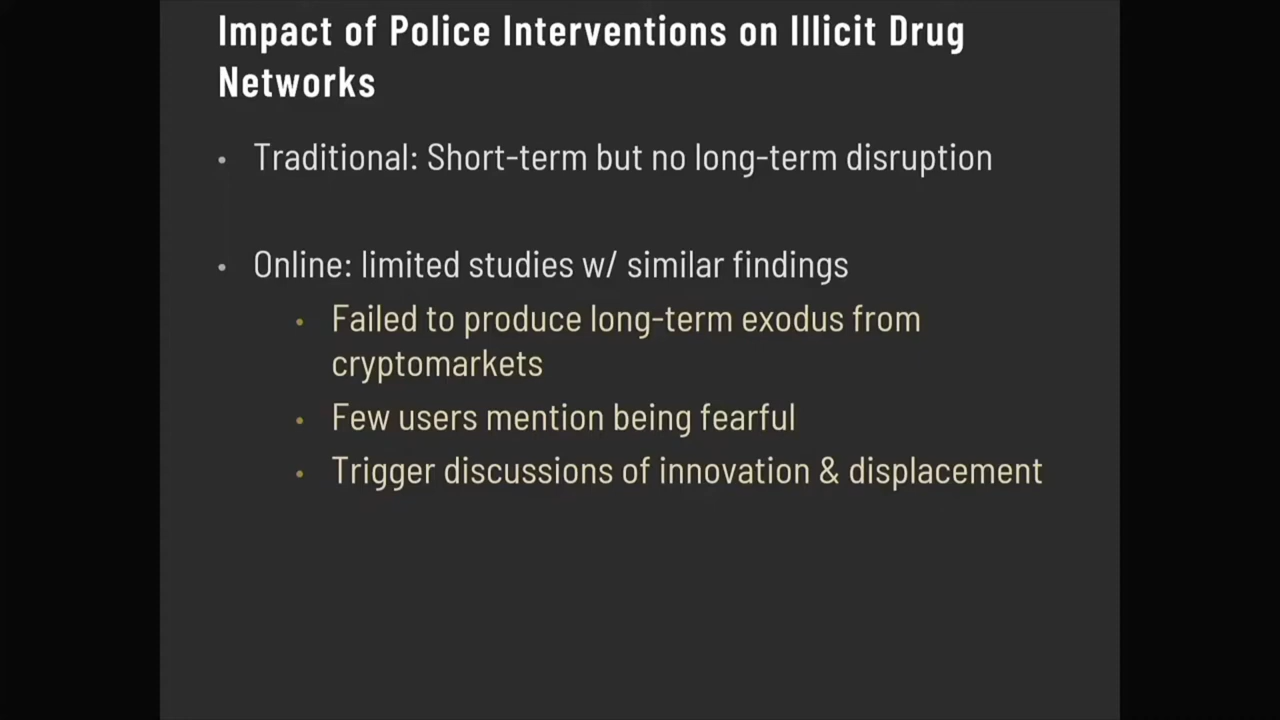 Impact of Police Interventions on Illicit Drug
Networks
• Traditional: Short-term but no long-term disruption
• Online: limited studies w/ similar findings
• Failed to produce long-term exodus from
cryptomarkets
• Few users mention being fearful
• Trigger discussions of innovation & displacement